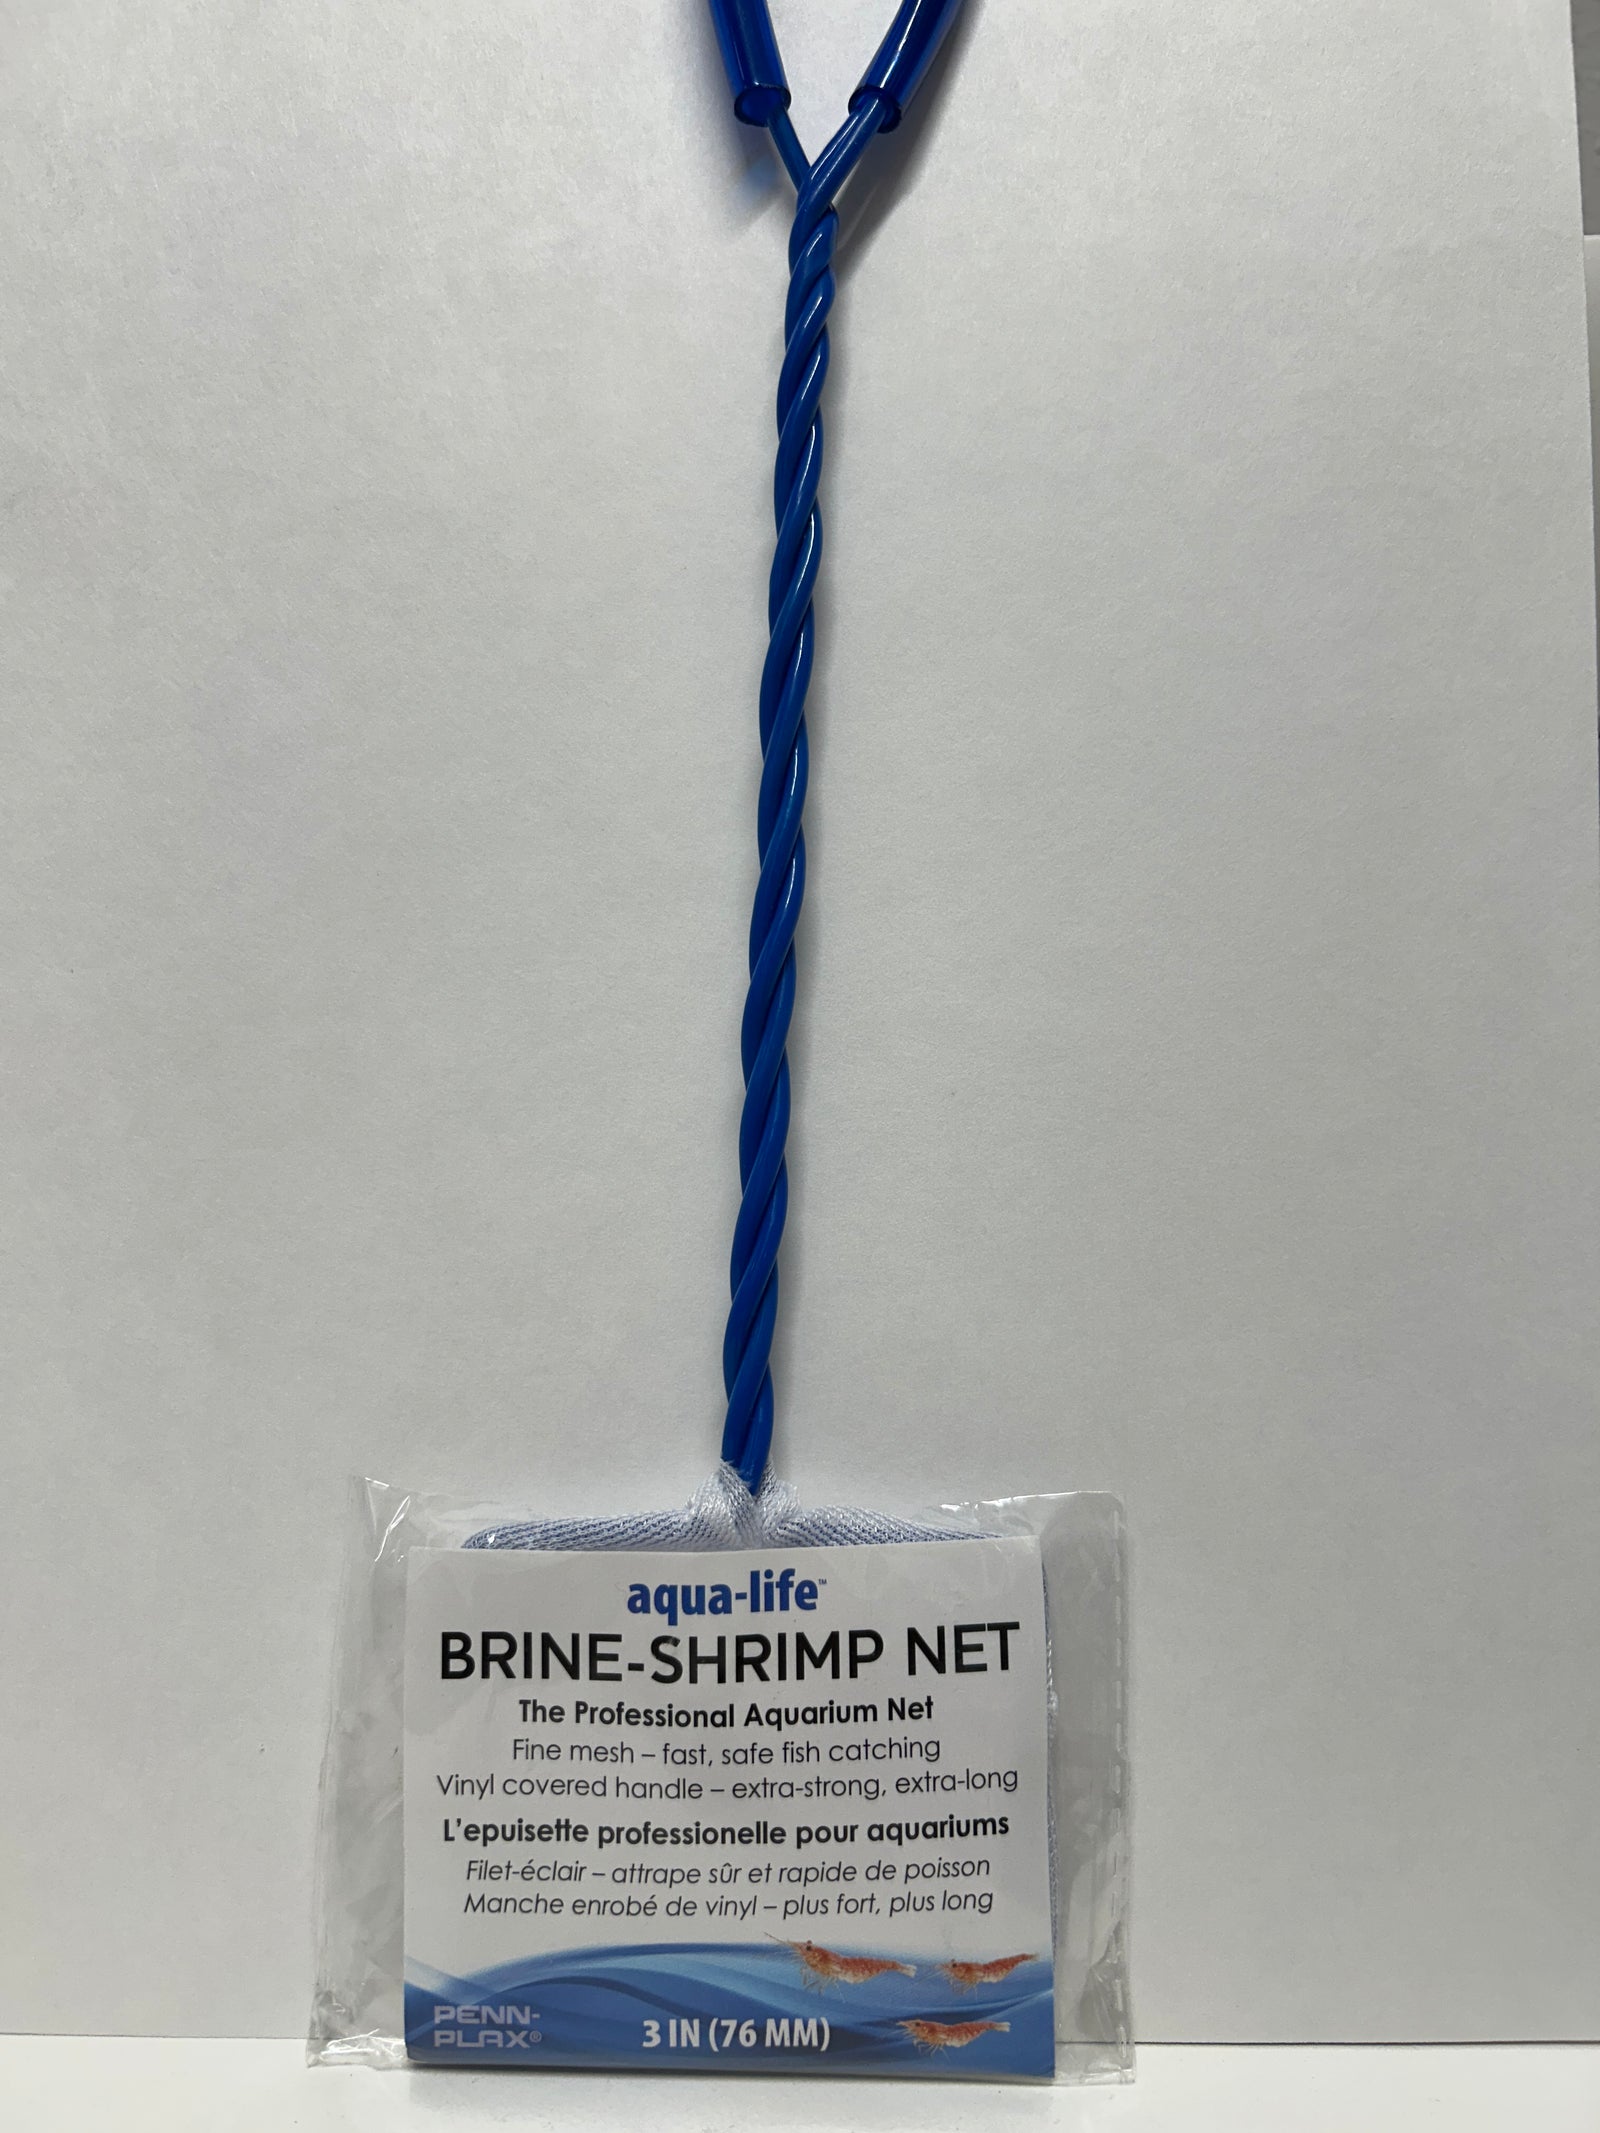 aqua-life™
BRINE-SHRIMP NET
The Professional Aquarium Net
Fine mesh – fast, safe fish catching
Vinyl covered handle – extra-strong, extra-long
L'epuisette professionelle pour aquariums
Filet-éclair – attrape sûr et rapide de poisson
Manche enrobé de vinyl – plus fort, plus long
PENN-
PLAX®
3 IN (76 MM)